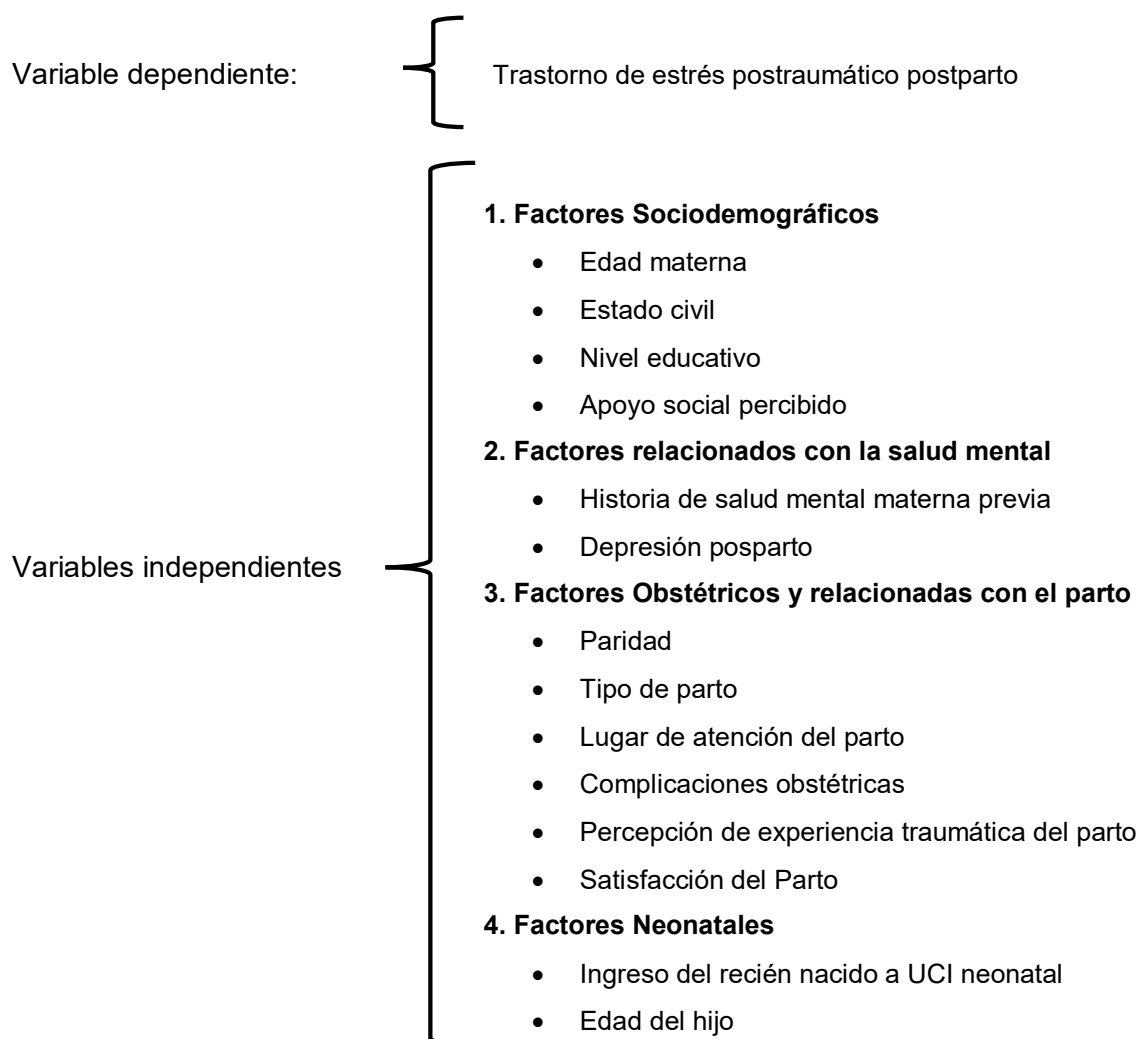 Variable dependiente:
Trastorno de estrés postraumático postparto
1. Factores Sociodemográficos
• Edad materna
• Estado civil
• Nivel educativo
• Apoyo social percibido
2. Factores relacionados con la salud mental
• Historia de salud mental materna previa
• Depresión posparto
Variables independientes
3. Factores Obstétricos y relacionadas con el parto
• Paridad
• Tipo de parto
• Lugar de atención del parto
• Complicaciones obstétricas
• Percepción de experiencia traumática del parto
• Satisfacción del Parto
4. Factores Neonatales
• Ingreso del recién nacido a UCI neonatal
• Edad del hijo